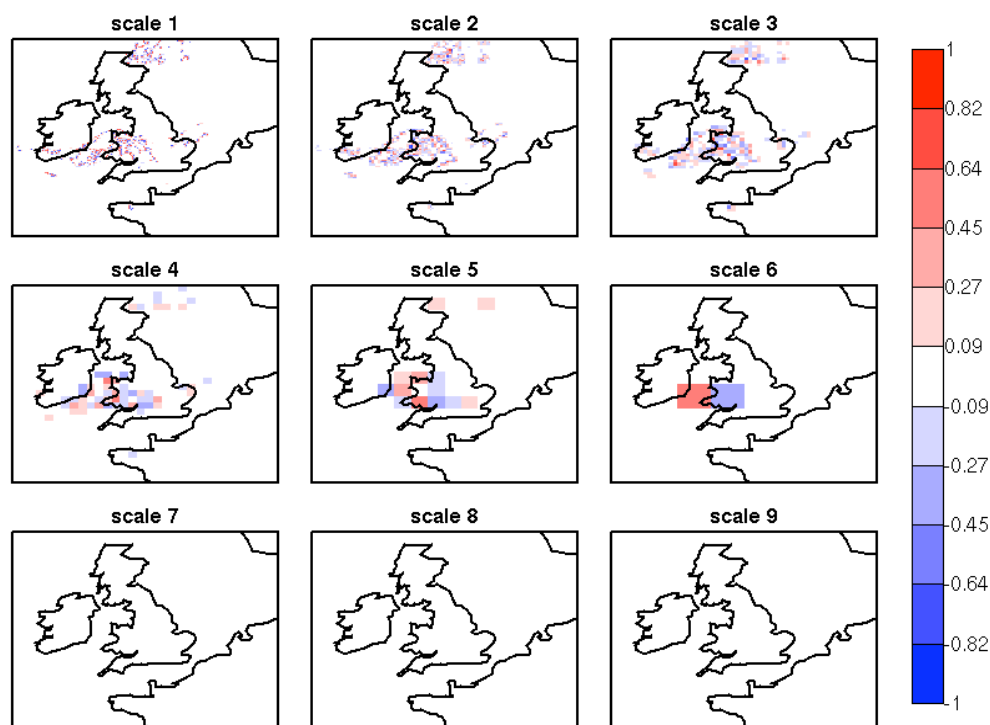 scale 1
scale 2
scale 3
scale 4
scale 5
scale 6
scale 7
scale 8
scale 9
1
0.82
0.64
0.45
0.27
0.09
-0.09
-0.27
-0.45
-0.64
-0.82
-1